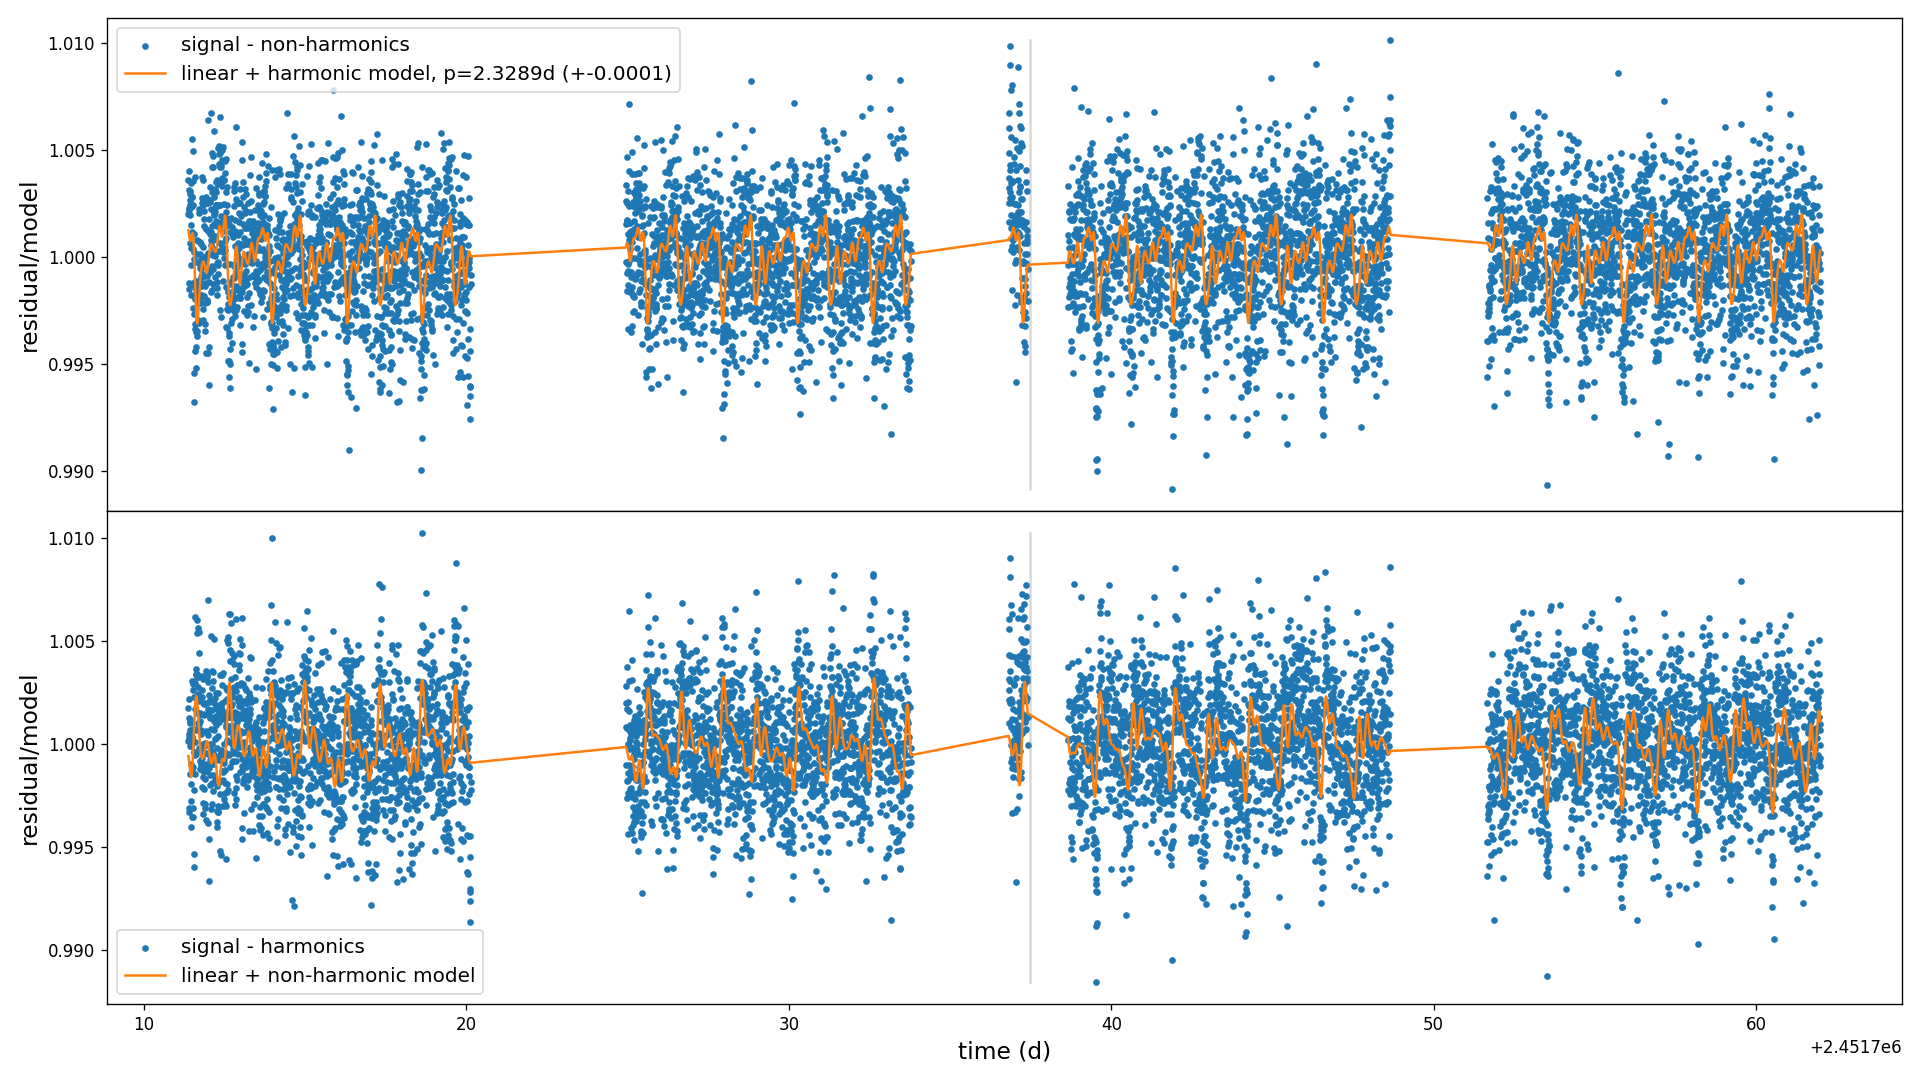 signal - non-harmonics
linear + harmonic model, p=2.3289d (+-0.0001)
1.010
1.005
1.000
0.995
0.990
residual/model
signal - harmonics
linear + non-harmonic model
1.010
1.005
1.000
0.995
0.990
residual/model
10
20
30
40
50
60
time (d)
+2.4517e6